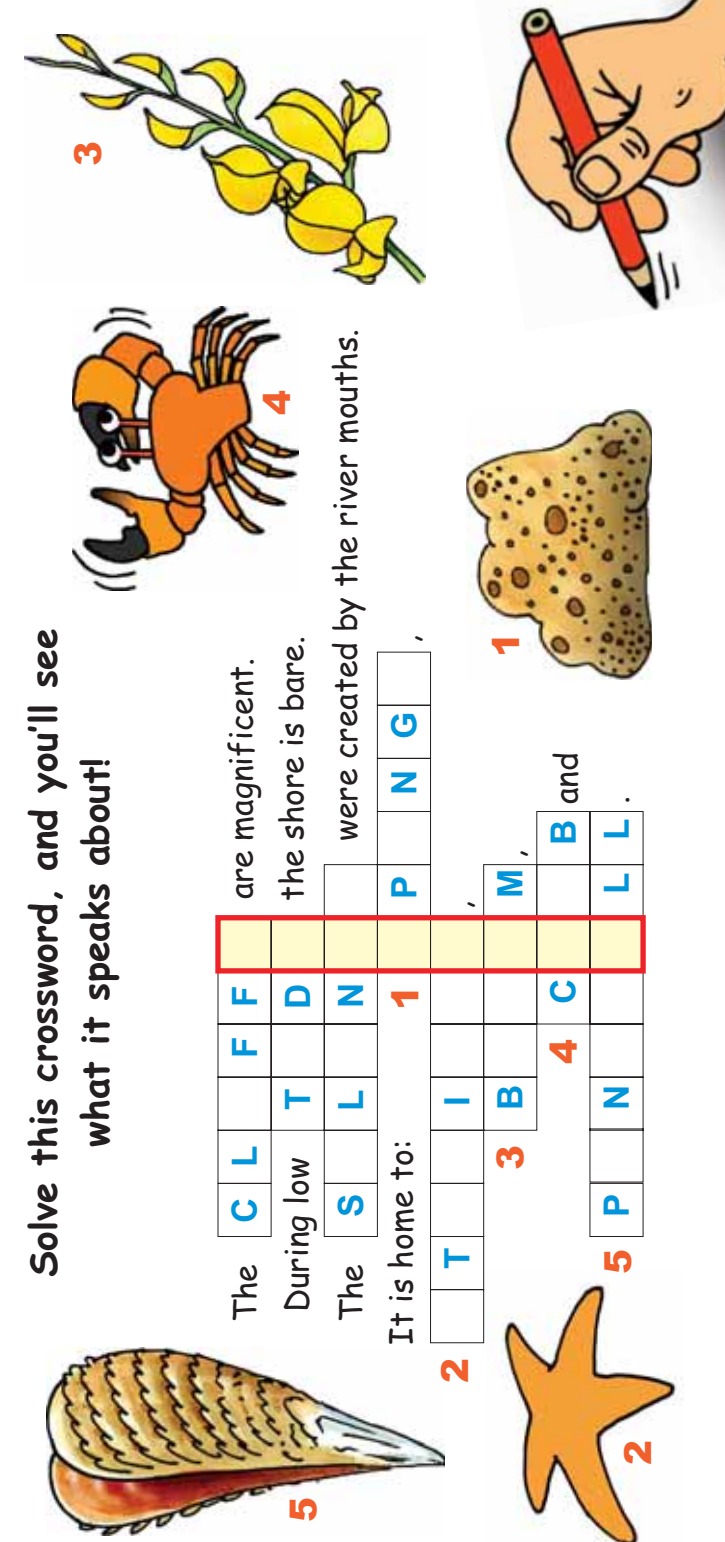 Solve this crossword, and you'll see
what it speaks about!
The C L F F are magnificent.
During low T D the shore is bare.
The S L N were created by the river mouths.
It is home to: 1 P N G ,
2 T I ,
3 B M ,
4 C B and
5 P N L L .
5
2
4
3
1